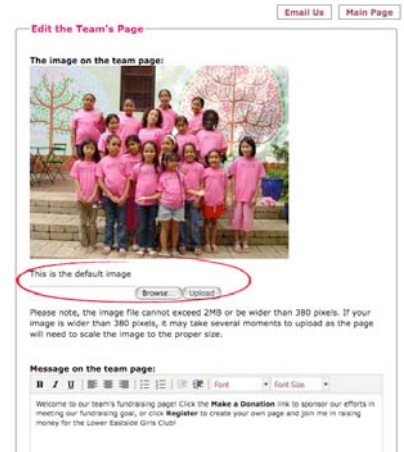 Email Us Main Page
Edit the Team's Page
The image on the team page:
This is the default image
Browse... Upload
Please note, the image file cannot exceed 2MB or be wider than 380 pixels. If your
image is wider than 380 pixels, it may take several moments to upload as the page
will need to scale the image to the proper size.
Message on the team page:
B I U Font Font Size
Welcome to our team's fundraising page! Click the Make a Donation link to sponsor our efforts in
meeting our fundraising goal, or click Register to create your own page and join me in raising
money for the Lower Eastside Girls Club!